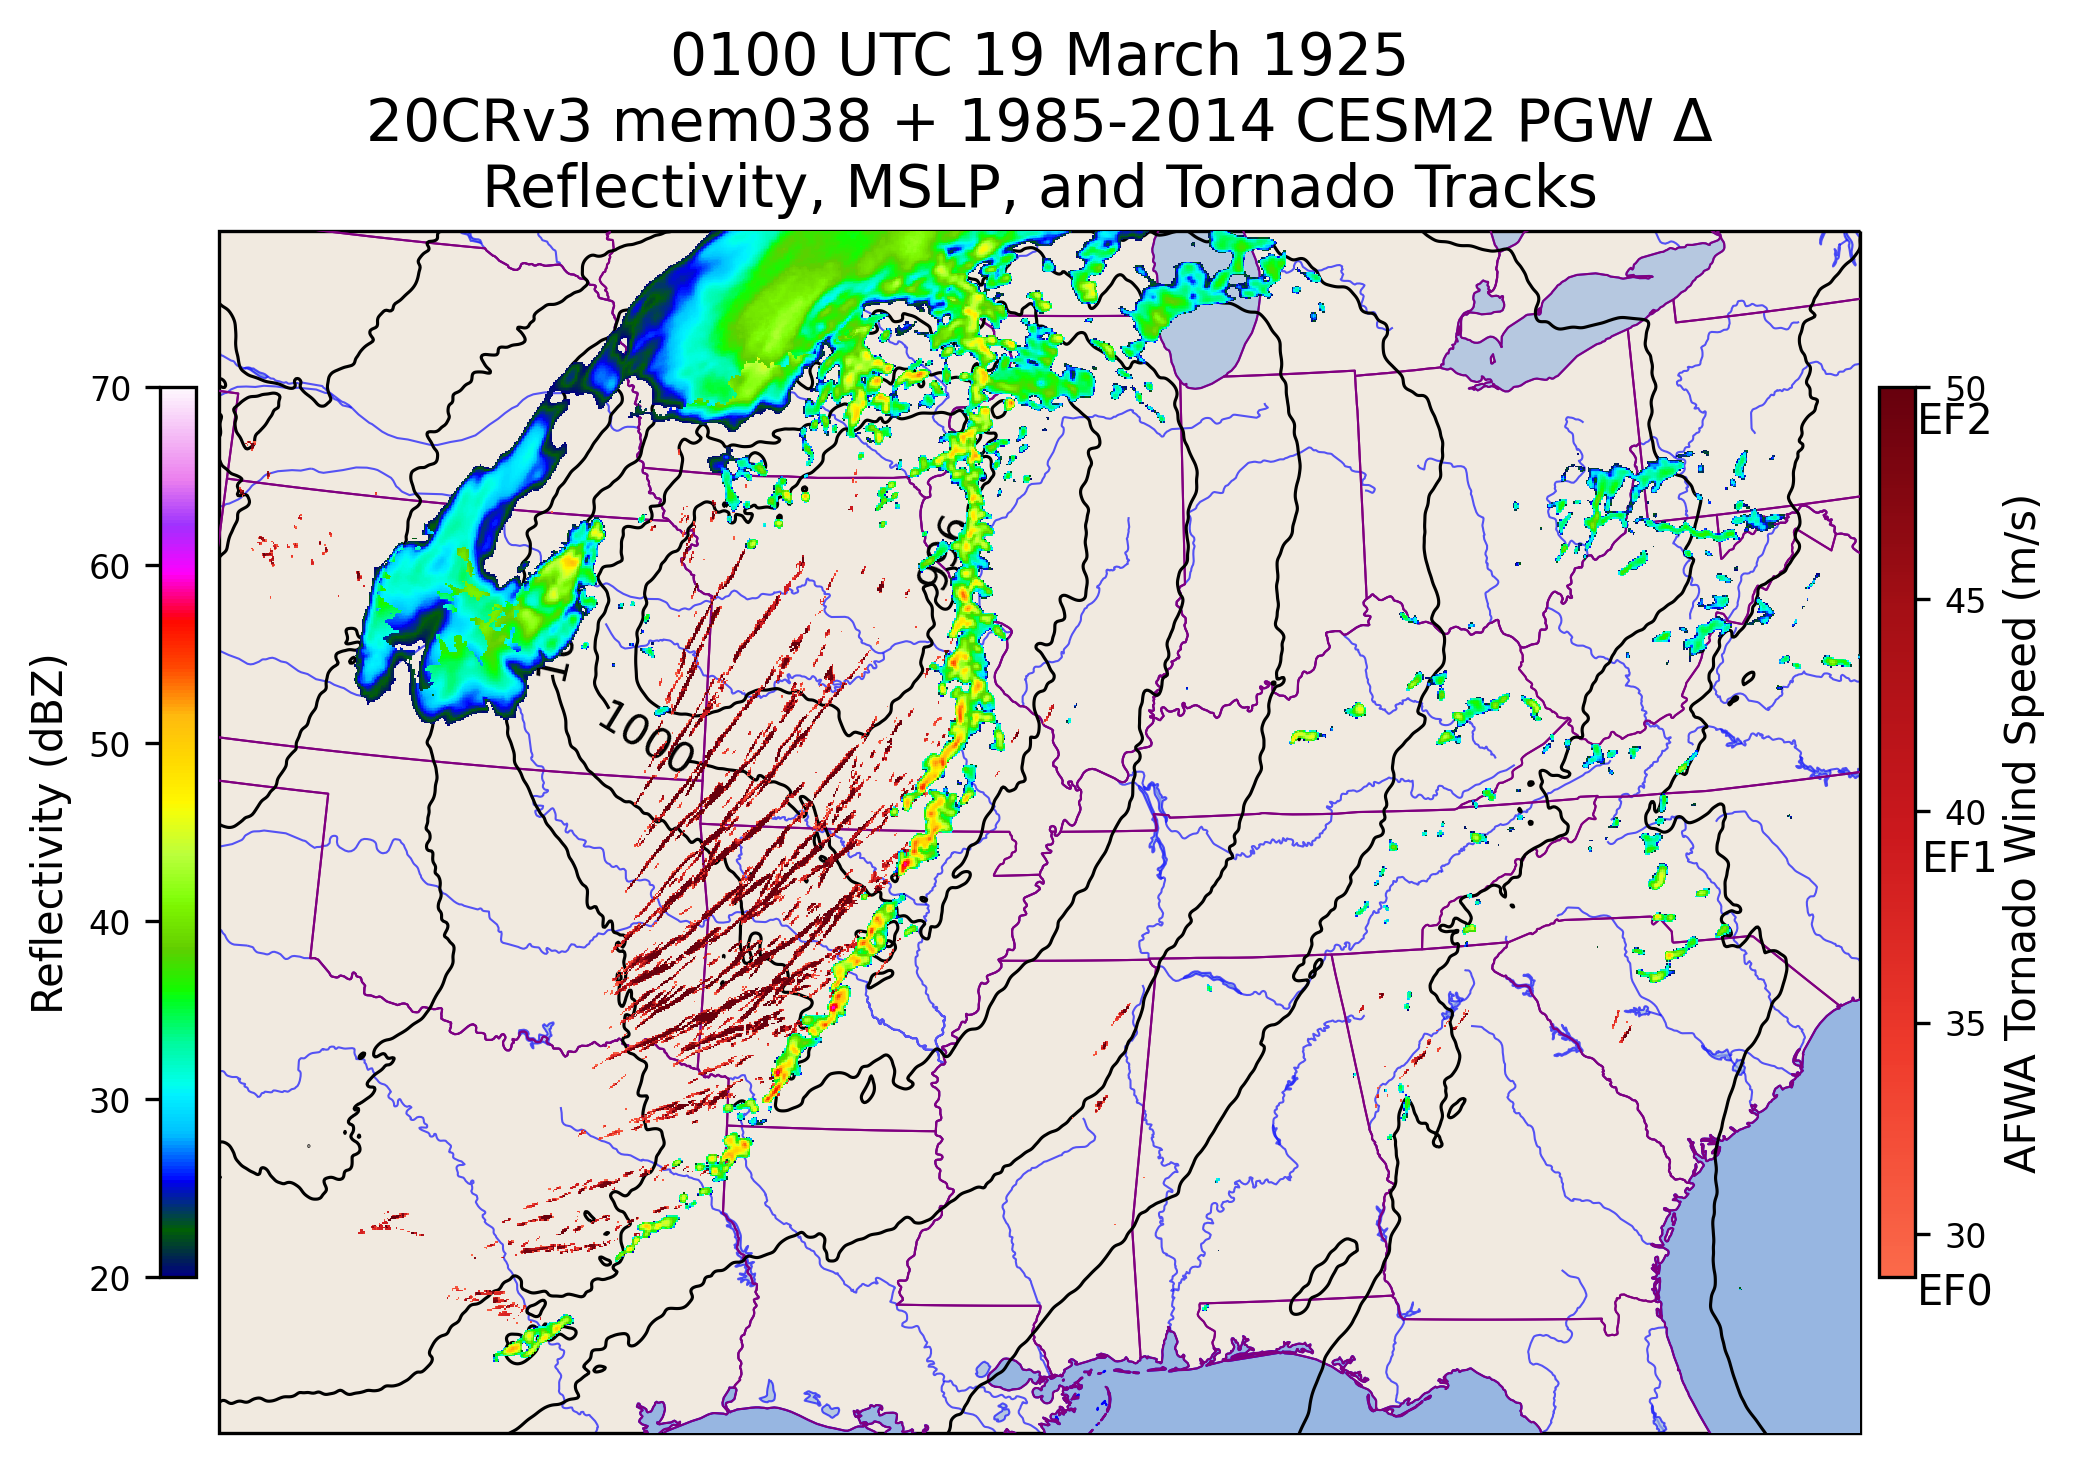 0100 UTC 19 March 1925
20CRv3 mem038 + 1985-2014 CESM2 PGW Δ
Reflectivity, MSLP, and Tornado Tracks
70
60
50
40
30
20
Reflectivity (dBZ)
996
1000
50
EF2
45
40
EF1
35
30
EF0
AFWA Tornado Wind Speed (m/s)